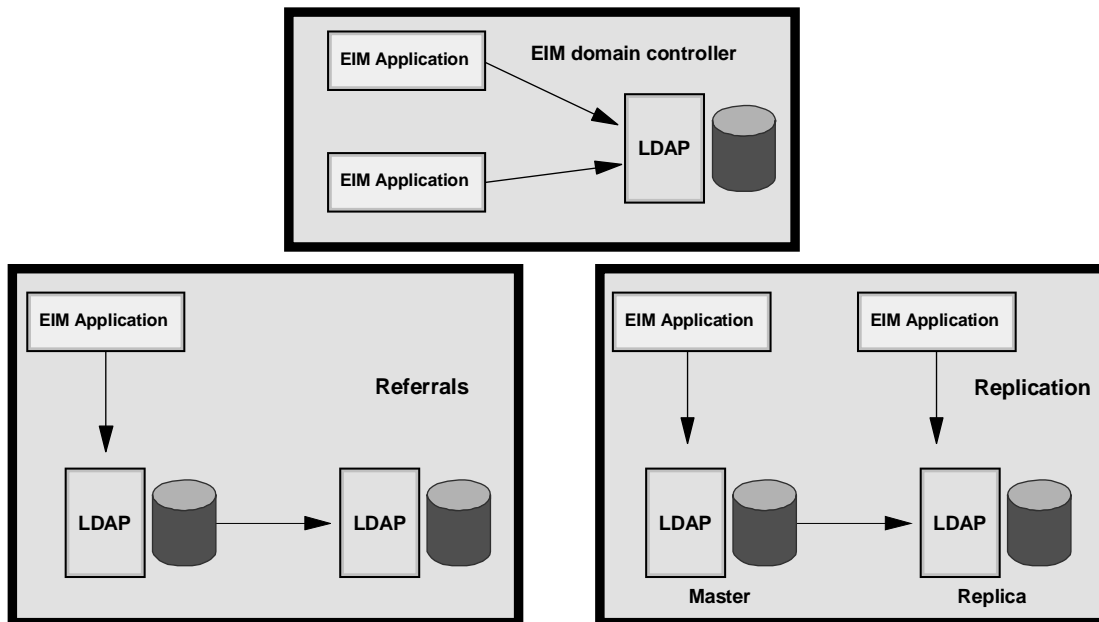 EIM Application
EIM domain controller
LDAP
EIM Application
EIM Application
Referrals
LDAP
LDAP
EIM Application
EIM Application
Replication
LDAP
LDAP
Master
Replica